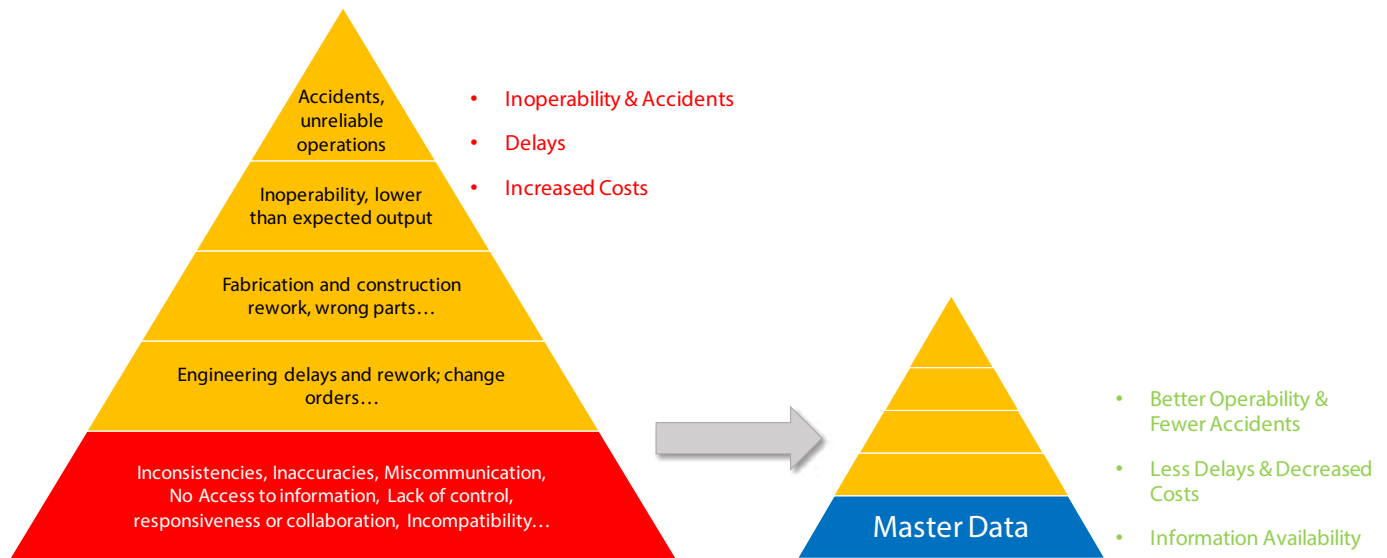 Accidents,
unreliable
operations
• Inoperability & Accidents
• Delays
• Increased Costs
Inoperability, lower
than expected output
Fabrication and construction
rework, wrong parts…
Engineering delays and rework; change
orders…
Inconsistencies, Inaccuracies, Miscommunication,
No Access to information, Lack of control,
responsiveness or collaboration, Incompatibility…
Master Data
• Better Operability &
Fewer Accidents
• Less Delays & Decreased
Costs
• Information Availability